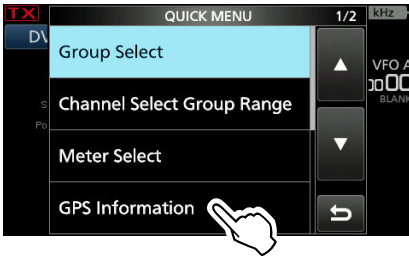 TX
QUICK MENU
1/2
kHz
DV
Group Select
VFO A
BLANK
Channel Select Group Range
S
Po
Meter Select
GPS Information